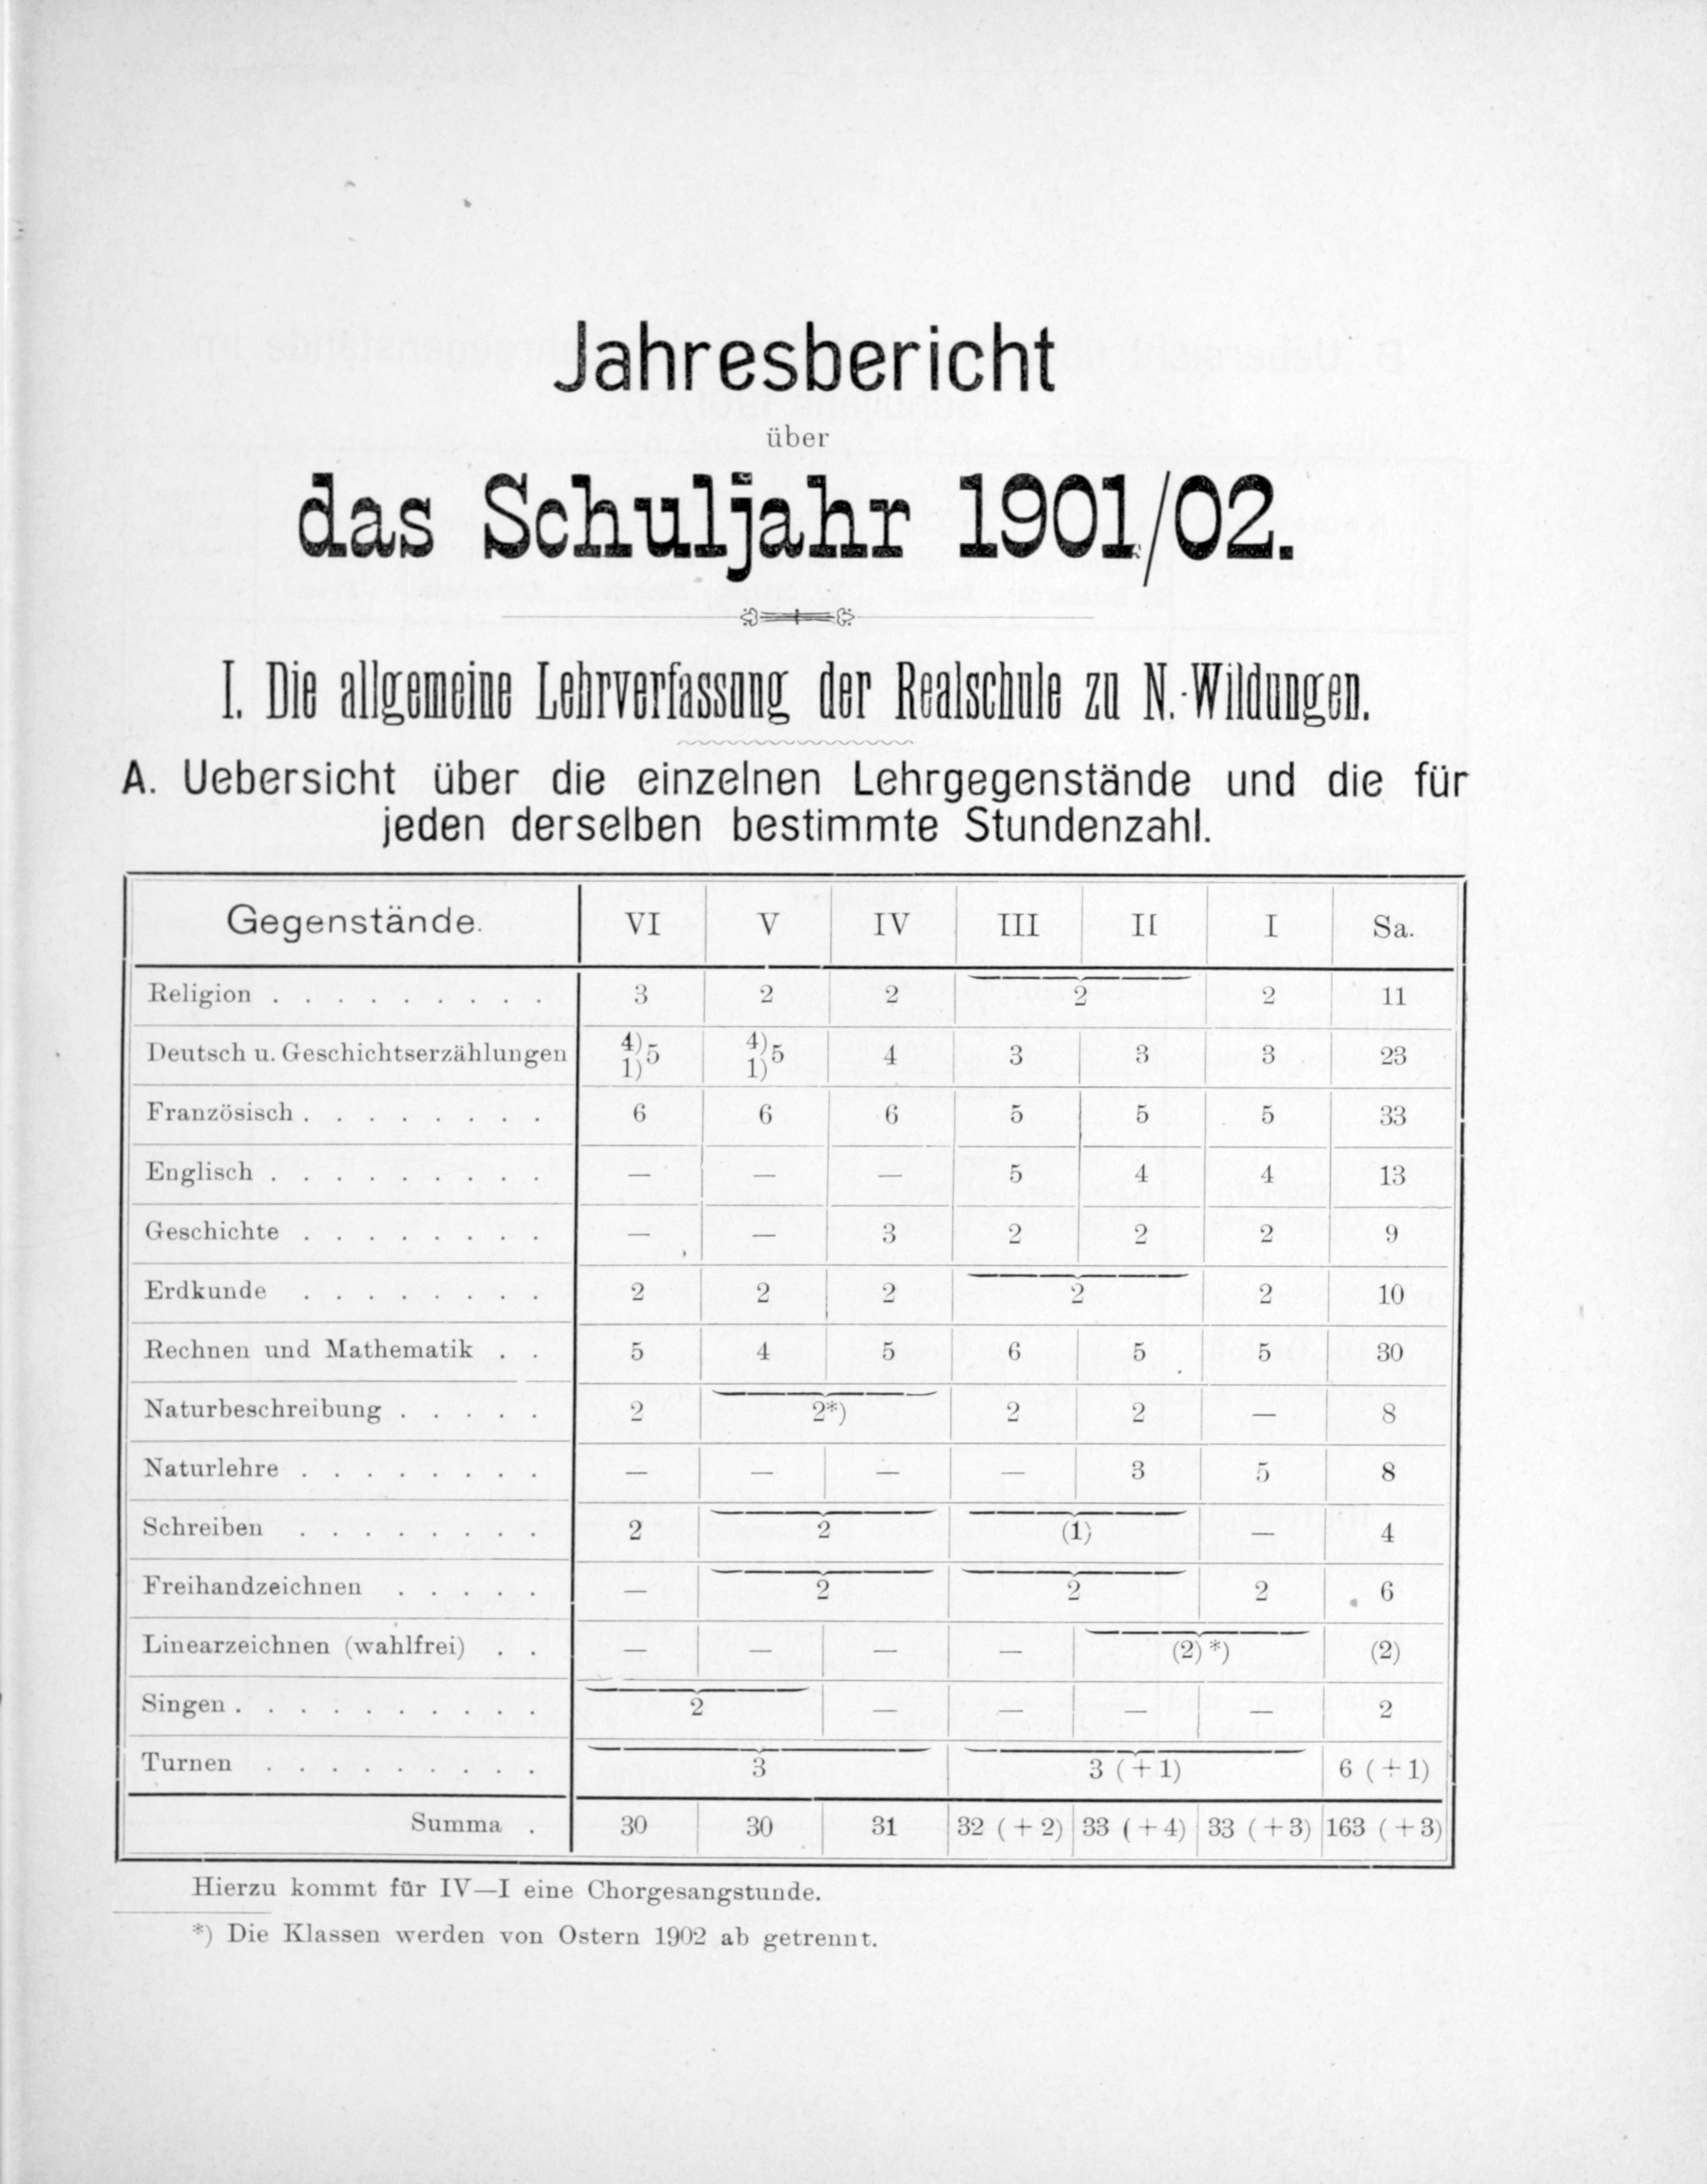 Jahresbericht
über
das Schuljahr 1901/02.
I. Die allgemeine Lehrverfassung der Realschule zu N.-Wildungen.
A. Uebersicht über die einzelnen Lehrgegenstände und die für
jeden derselben bestimmte Stundenzahl.
Gegenstände. VI V IV III II I Sa.
Religion . . . . . . . . . 3 2 2 2 2 11
Deutsch u. Geschichtserzählungen 4) 1) 5 4) 1) 5 4 3 3 3 23
Französisch . . . . . . . . 6 6 6 5 5 5 33
Englisch . . . . . . . . . — — — 5 4 4 13
Geschichte . . . . . . . . — — 3 2 2 2 9
Erdkunde . . . . . . . . 2 2 2 2 2 10
Rechnen und Mathematik . . 5 4 5 6 5 5 30
Naturbeschreibung . . . . . 2 2*) 2 2 — 8
Naturlehre . . . . . . . . — — — — 3 5 8
Schreiben . . . . . . . . 2 2 (1) — 4
Freihandzeichnen . . . . . — 2 2 2 6
Linearzeichnen (wahlfrei) . . — — — — (2) *) (2)
Singen . . . . . . . . . . 2 — — — — 2
Turnen . . . . . . . . . 3 3 (+1) 6 (+1)
Summa . 30 30 31 32 (+2) 33 (+4) 33 (+3) 163 (+3)
Hierzu kommt für IV—I eine Chorgesangstunde.
*) Die Klassen werden von Ostern 1902 ab getrennt.